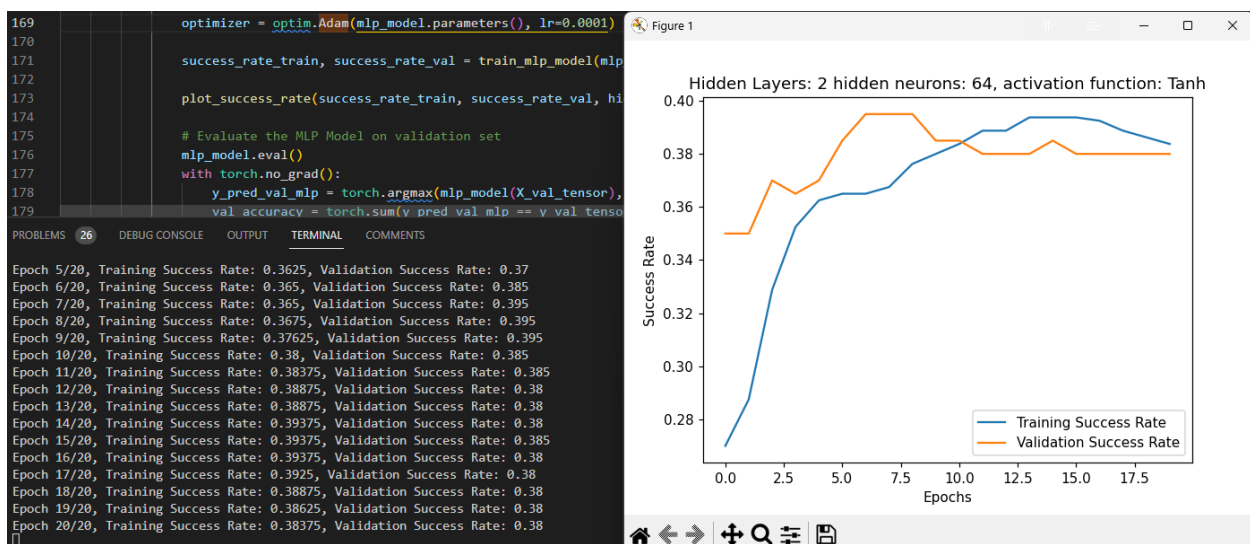 169 optimizer = optim.Adam(mlp_model.parameters(), lr=0.0001)
170
171 success_rate_train, success_rate_val = train_mlp_model(mlp
172
173 plot_success_rate(success_rate_train, success_rate_val, hi
174
175 # Evaluate the MLP Model on validation set
176 mlp_model.eval()
177 with torch.no_grad():
178 y_pred_val_mlp = torch.argmax(mlp_model(X_val_tensor),
179 val_accuracy = torch.sum(y_pred_val_mlp == y_val_tenso
PROBLEMS 26 DEBUG CONSOLE OUTPUT TERMINAL COMMENTS
Epoch 5/20, Training Success Rate: 0.3625, Validation Success Rate: 0.37
Epoch 6/20, Training Success Rate: 0.365, Validation Success Rate: 0.385
Epoch 7/20, Training Success Rate: 0.365, Validation Success Rate: 0.395
Epoch 8/20, Training Success Rate: 0.3675, Validation Success Rate: 0.395
Epoch 9/20, Training Success Rate: 0.37625, Validation Success Rate: 0.395
Epoch 10/20, Training Success Rate: 0.38, Validation Success Rate: 0.385
Epoch 11/20, Training Success Rate: 0.38375, Validation Success Rate: 0.385
Epoch 12/20, Training Success Rate: 0.38875, Validation Success Rate: 0.38
Epoch 13/20, Training Success Rate: 0.38875, Validation Success Rate: 0.38
Epoch 14/20, Training Success Rate: 0.39375, Validation Success Rate: 0.38
Epoch 15/20, Training Success Rate: 0.39375, Validation Success Rate: 0.385
Epoch 16/20, Training Success Rate: 0.39375, Validation Success Rate: 0.38
Epoch 17/20, Training Success Rate: 0.3925, Validation Success Rate: 0.38
Epoch 18/20, Training Success Rate: 0.38875, Validation Success Rate: 0.38
Epoch 19/20, Training Success Rate: 0.38625, Validation Success Rate: 0.38
Epoch 20/20, Training Success Rate: 0.38375, Validation Success Rate: 0.38
Figure 1
Hidden Layers: 2 hidden neurons: 64, activation function: Tanh
0.40
0.38
0.36
0.34
0.32
0.30
0.28
Success Rate
Training Success Rate
Validation Success Rate
0.0 2.5 5.0 7.5 10.0 12.5 15.0 17.5
Epochs